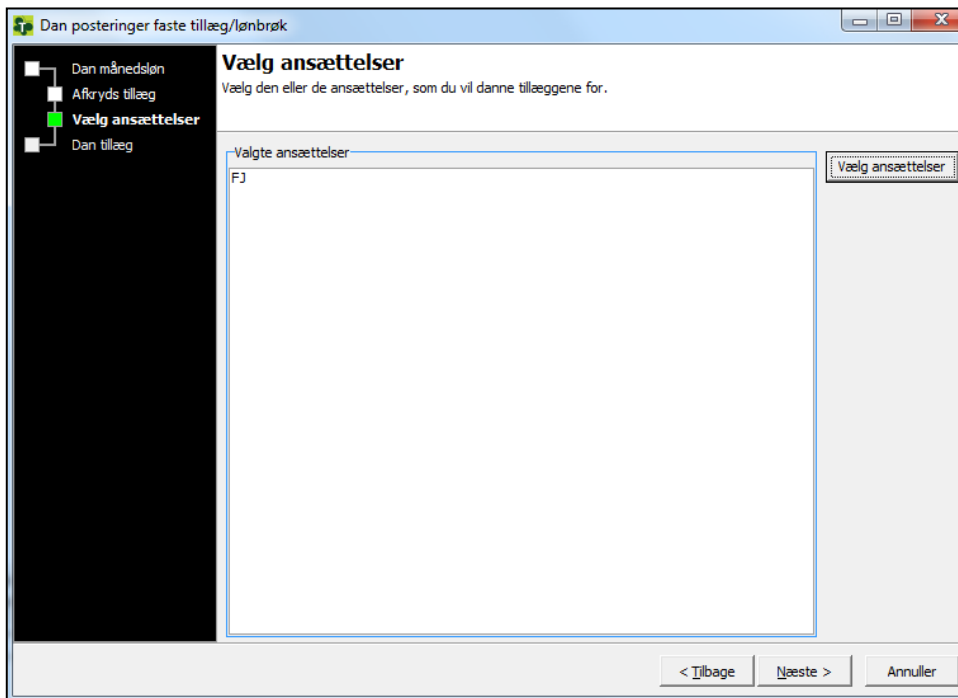 Dan posteringer faste tillæg/lønbrøk
Dan månedsløn
Afkryds tillæg
Vælg ansættelser
Dan tillæg
Vælg ansættelser
Vælg den eller de ansættelser, som du vil danne tillæggene for.
Valgte ansættelser
FJ
Vælg ansættelser
< Tilbage
Næste >
Annuller